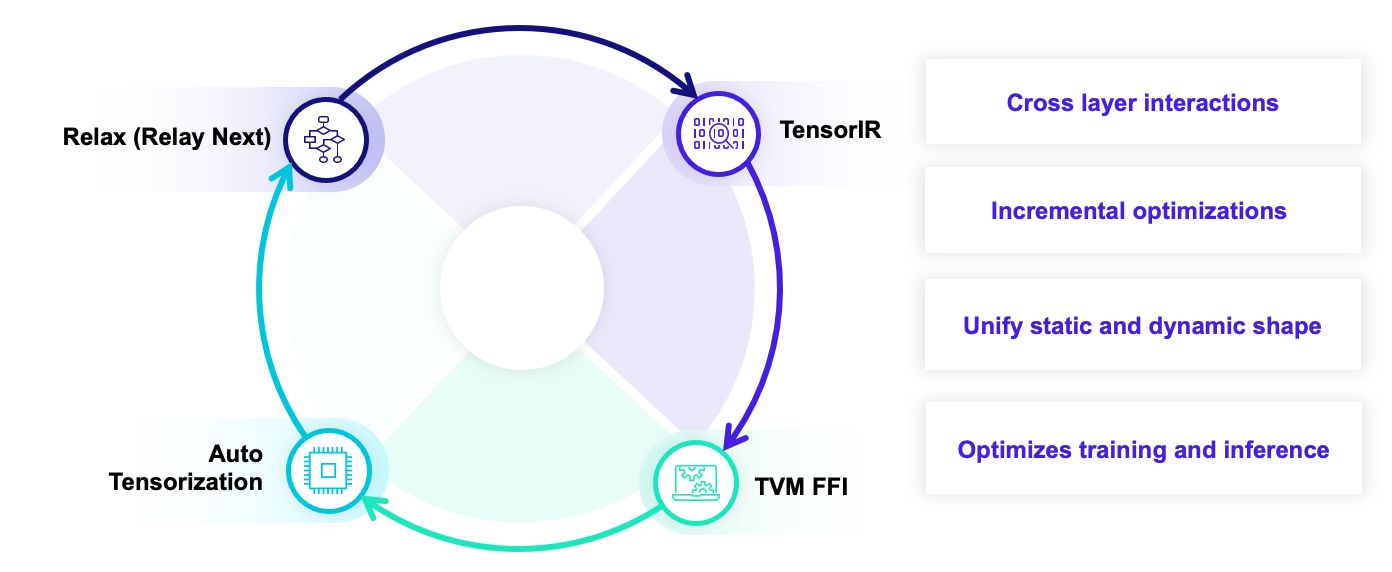 Relax (Relay Next)
TensorIR
Auto
Tensorization
TVM FFI
Cross layer interactions
Incremental optimizations
Unify static and dynamic shape
Optimizes training and inference